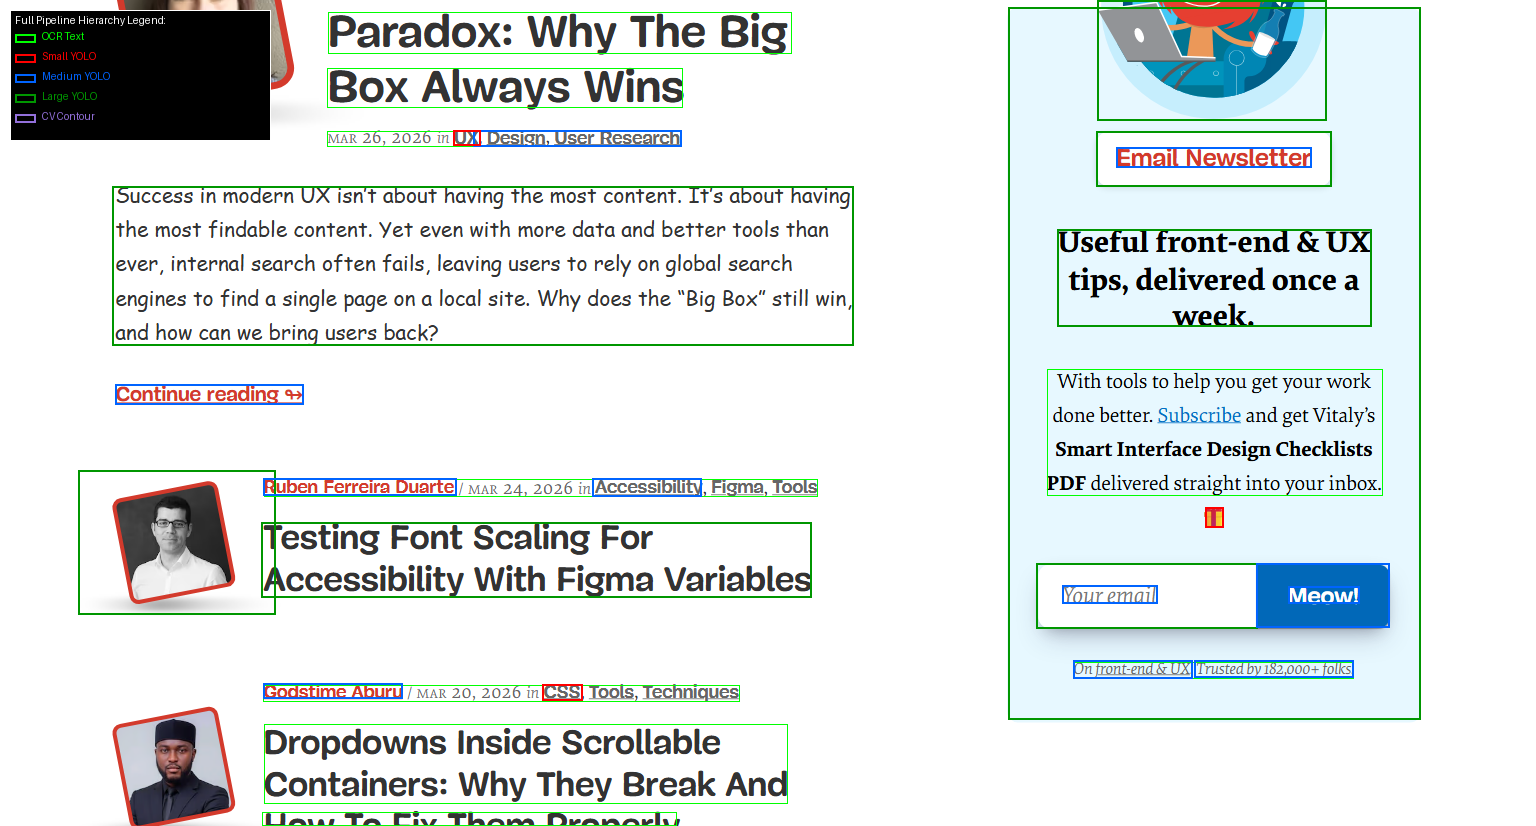 Full Pipeline Hierarchy Legend:
OCR Text
Small YOLO
Medium YOLO
Large YOLO
CV Contour
Paradox: Why The Big
Box Always Wins
MAR 26, 2026 in UX, Design, User Research
Success in modern UX isn't about having the most content. It's about having
the most findable content. Yet even with more data and better tools than
ever, internal search often fails, leaving users to rely on global search
engines to find a single page on a local site. Why does the “Big Box” still win,
and how can we bring users back?
Continue reading ↬
Ruben Ferreira Duarte / MAR 24, 2026 in Accessibility, Figma, Tools
Testing Font Scaling For
Accessibility With Figma Variables
Godstime Aburu / MAR 20, 2026 in CSS, Tools, Techniques
Dropdowns Inside Scrollable
Containers: Why They Break And
How To Fix Them Properly
Email Newsletter
Useful front-end & UX
tips, delivered once a
week.
With tools to help you get your work
done better. Subscribe and get Vitaly’s
Smart Interface Design Checklists
PDF delivered straight into your inbox.
Your email
Meow!
On front-end & UX Trusted by 182,000+ folks